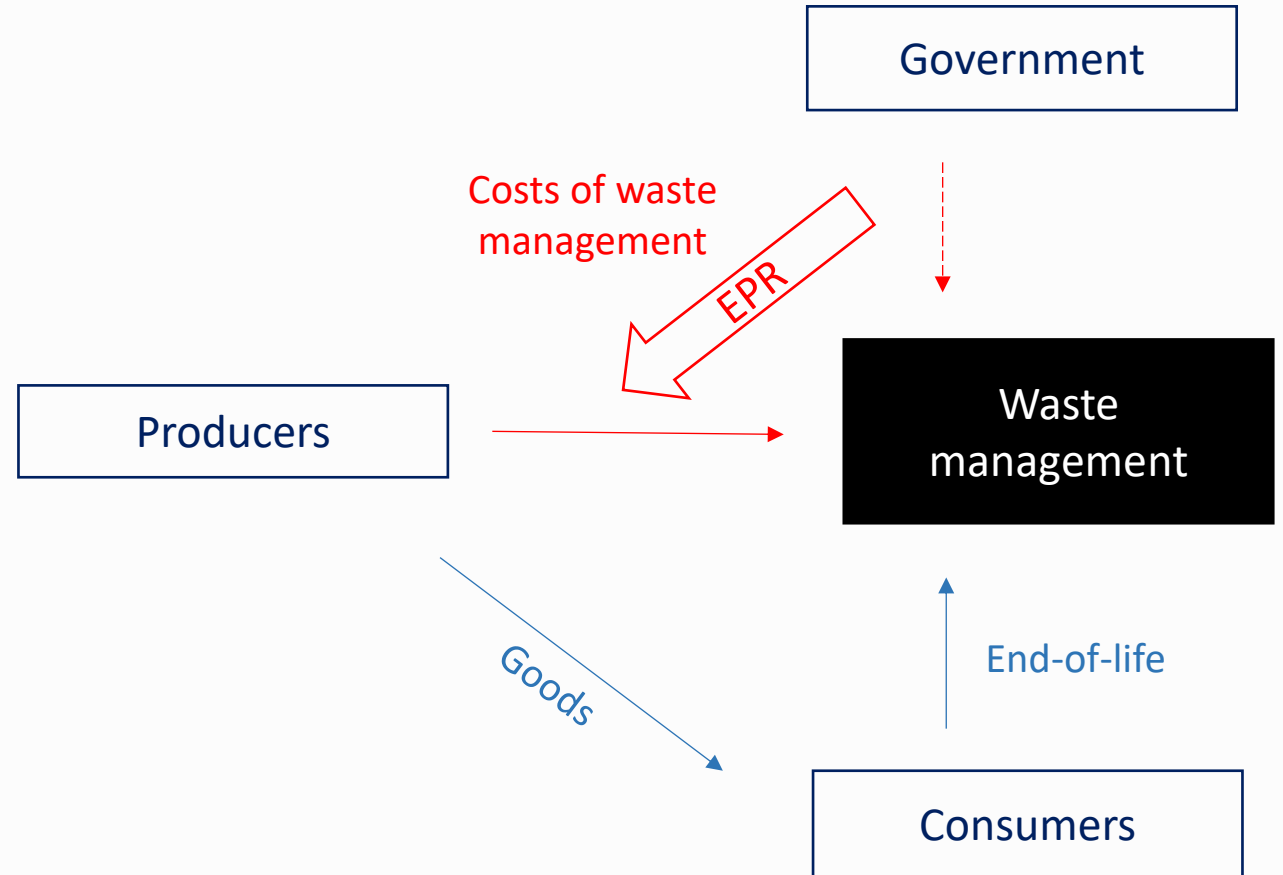 Government
Costs of waste
management
EPR
Producers
Waste
management
Goods
End-of-life
Consumers